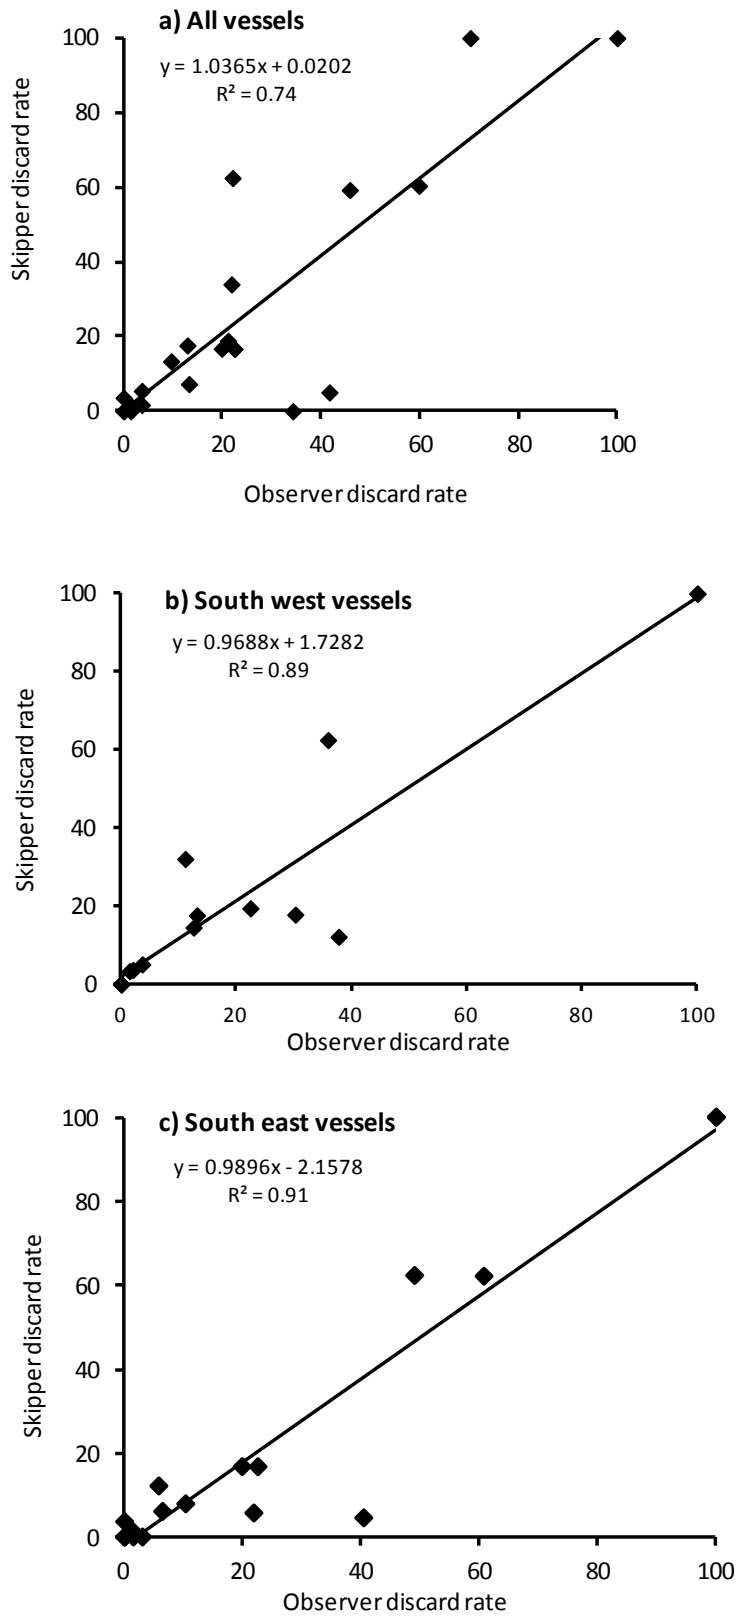 a) All vessels
y = 1.0365x + 0.0202
R² = 0.74
Skipper discard rate
100
80
60
40
20
0
0 20 40 60 80 100
Observer discard rate
b) South west vessels
y = 0.9688x + 1.7282
R² = 0.89
Skipper discard rate
100
80
60
40
20
0
0 20 40 60 80 100
Observer discard rate
c) South east vessels
y = 0.9896x - 2.1578
R² = 0.91
Skipper discard rate
100
80
60
40
20
0
0 20 40 60 80 100
Observer discard rate